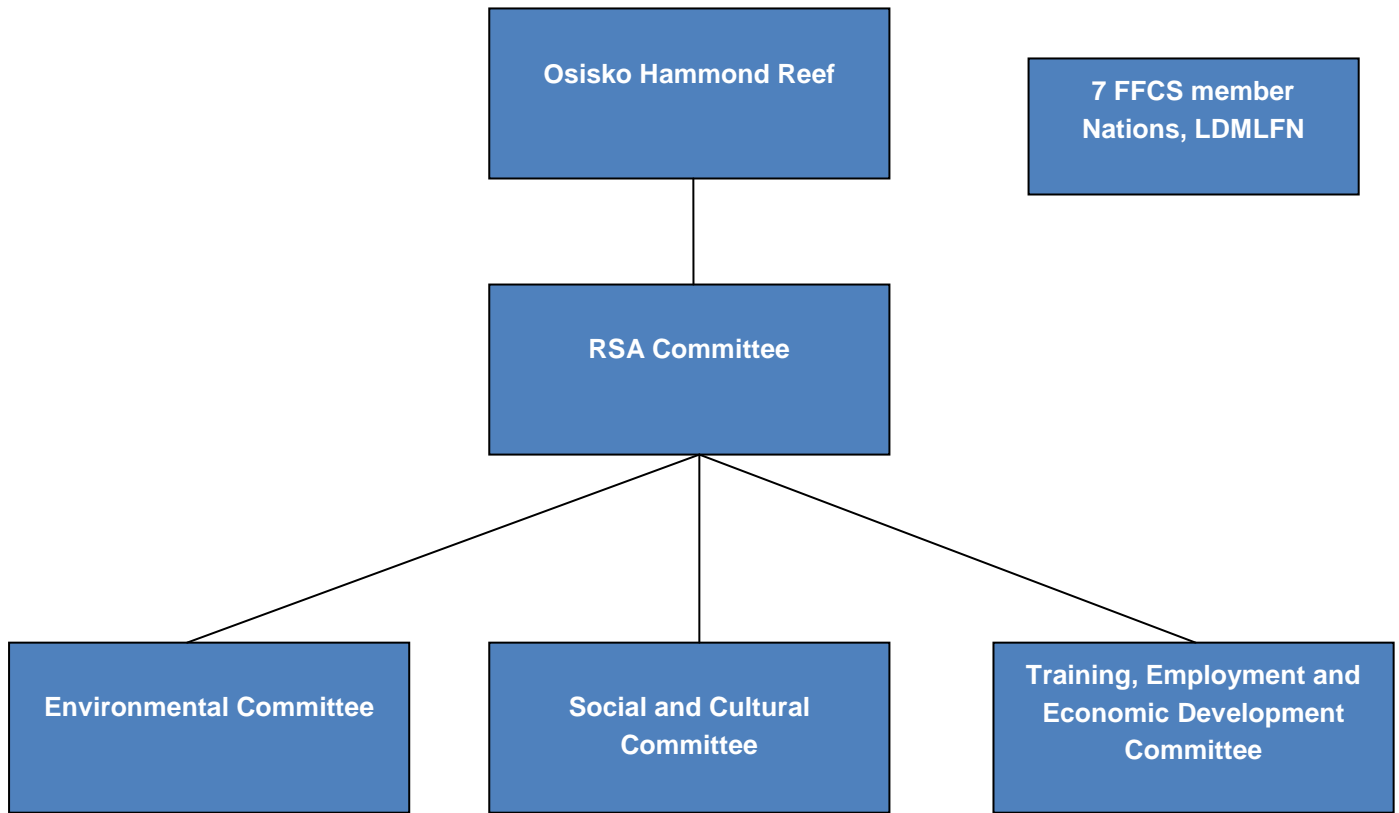 Osisko Hammond Reef
7 FFCS member
Nations, LDMLFN
RSA Committee
Environmental Committee
Social and Cultural
Committee
Training, Employment and
Economic Development
Committee